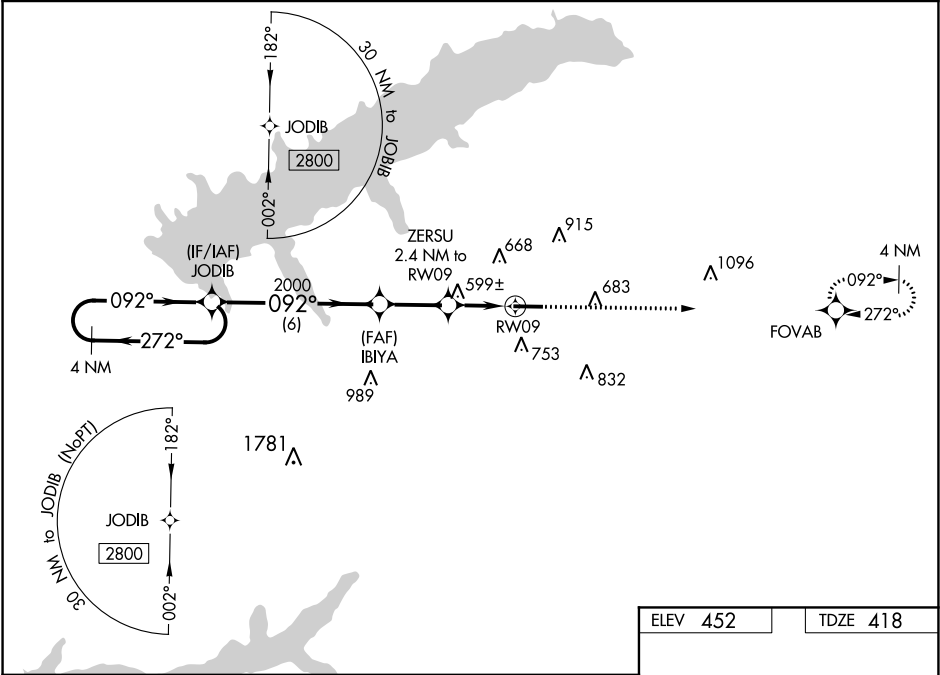 182°
30 NM to JOBIB
JODIB
2800
002°
(IF/IAF)
JODIB
092°
272°
4 NM
2000
092°
(6)
(FAF)
IBIYA
ZERSU
2.4 NM to
RW09
599±
668
915
683
1096
RW09
753
832
989
1781
4 NM
092°
272°
FOVAB
30 NM to JODIB (NoPT)
182°
JODIB
2800
002°
ELEV 452
TDZE 418